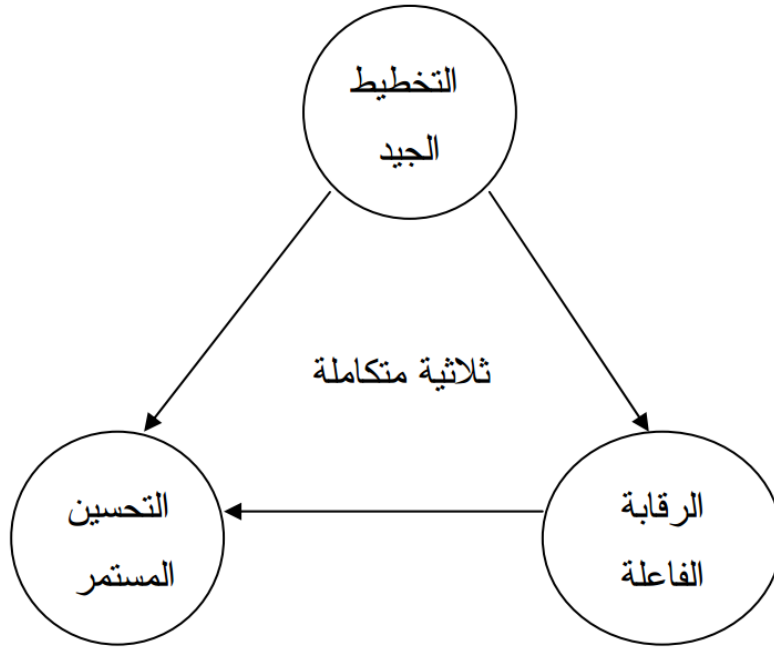 التخطيط
الجيد
ثلاثية متكاملة
الرقابة
الفاعلة
التحسين
المستمر